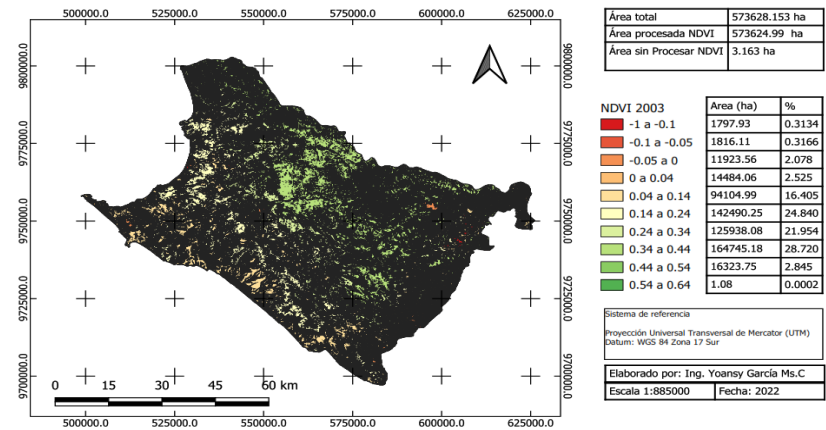 500000.0 525000.0 550000.0 575000.0 600000.0 625000.0
9800000.0 9800000.0
9775000.0 9775000.0
9750000.0 9750000.0
9725000.0 9725000.0
9700000.0 9700000.0
0 15 30 45 60 km
500000.0 525000.0 550000.0 575000.0 600000.0 625000.0
Área total 573628.153 ha
Área procesada NDVI 573624.99 ha
Área sin Procesar NDVI 3.163 ha
NDVI 2003 Area (ha) %
-1 a -0.1 1797.93 0.3134
-0.1 a -0.05 1816.11 0.3166
-0.05 a 0 11923.56 2.078
0 a 0.04 14484.06 2.525
0.04 a 0.14 94104.99 16.405
0.14 a 0.24 142490.25 24.840
0.24 a 0.34 125938.08 21.954
0.34 a 0.44 164745.18 28.720
0.44 a 0.54 16323.75 2.845
0.54 a 0.64 1.08 0.0002
Sistema de referencia
Proyección Universal Transversal de Mercator (UTM)
Datum: WGS 84 Zona 17 Sur
Elaborado por: Ing. Yoansy García Ms.C
Escala 1:885000 Fecha: 2022